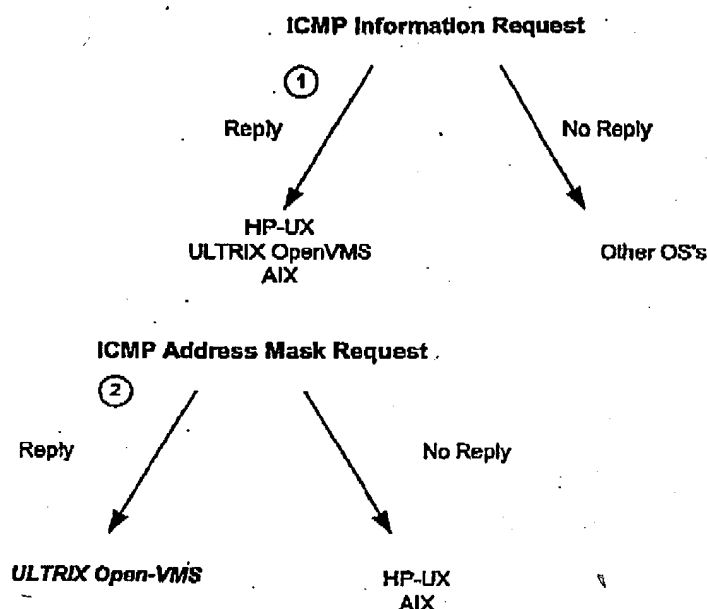 ICMP Information Request
1
Reply
No Reply
HP-UX
ULTRIX OpenVMS
AIX
Other OS's
ICMP Address Mask Request
2
Reply
No Reply
ULTRIX Open-VMS
HP-UX
AIX